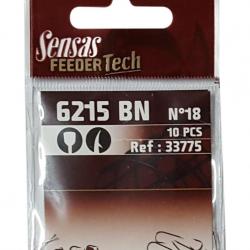 Sensas
FEEDER Tech
6215 BN N°18
10 PCS
Ref : 33775